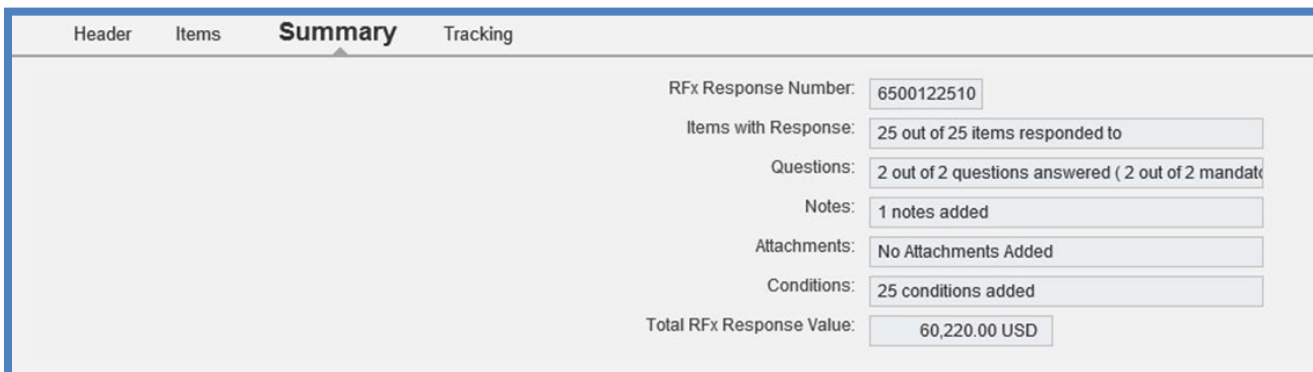 Header Items Summary Tracking
RFx Response Number: 6500122510
Items with Response: 25 out of 25 items responded to
Questions: 2 out of 2 questions answered ( 2 out of 2
Notes: 1 notes added
Attachments: No Attachments Added
Conditions: 25 conditions added
Total RFx Response Value: 60,220.00 USD